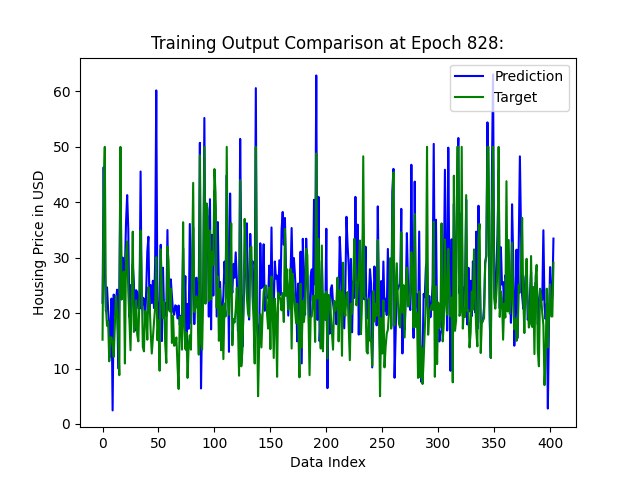 Training Output Comparison at Epoch 828:
Prediction
Target
Housing Price in USD
60
50
40
30
20
10
0
0 50 100 150 200 250 300 350 400
Data Index